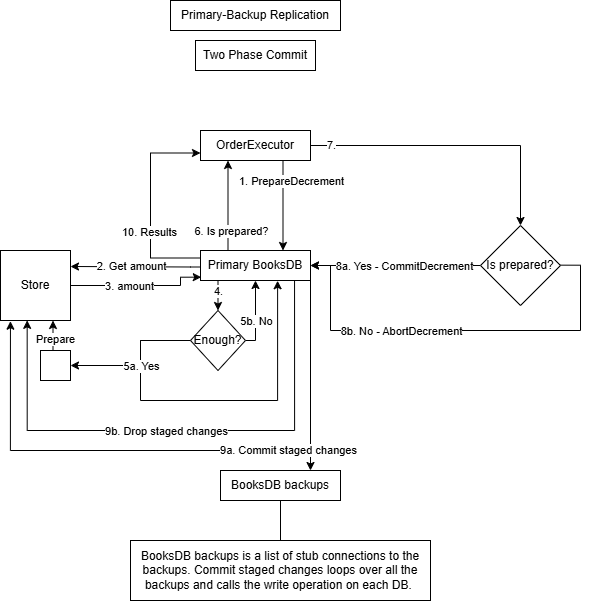 Primary-Backup Replication
Two Phase Commit
OrderExecutor
7.
1. PrepareDecrement
10. Results
6. Is prepared?
Primary BooksDB
2. Get amount
3. amount
Store
8a. Yes - CommitDecrement
Is prepared?
8b. No - AbortDecrement
4.
5b. No
Enough?
Prepare
5a. Yes
9b. Drop staged changes
9a. Commit staged changes
BooksDB backups
BooksDB backups is a list of stub connections to the
backups. Commit staged changes loops over all the
backups and calls the write operation on each DB.